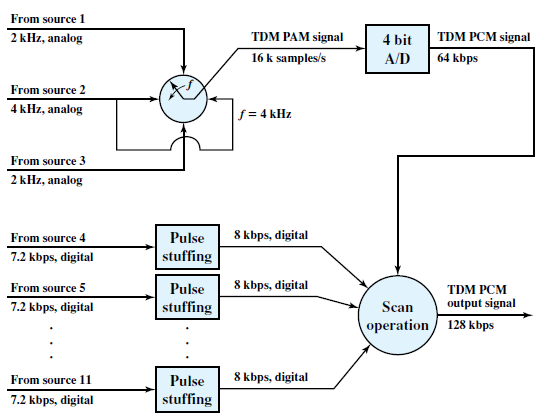 From source 1
2 kHz, analog
TDM PAM signal
16 k samples/s
4 bit
A/D
TDM PCM signal
64 kbps
From source 2
4 kHz, analog
f
f = 4 kHz
From source 3
2 kHz, analog
From source 4
7.2 kbps, digital
Pulse
stuffing
8 kbps, digital
From source 5
7.2 kbps, digital
Pulse
stuffing
8 kbps, digital
Scan
operation
TDM PCM
output signal
128 kbps
From source 11
7.2 kbps, digital
Pulse
stuffing
8 kbps, digital